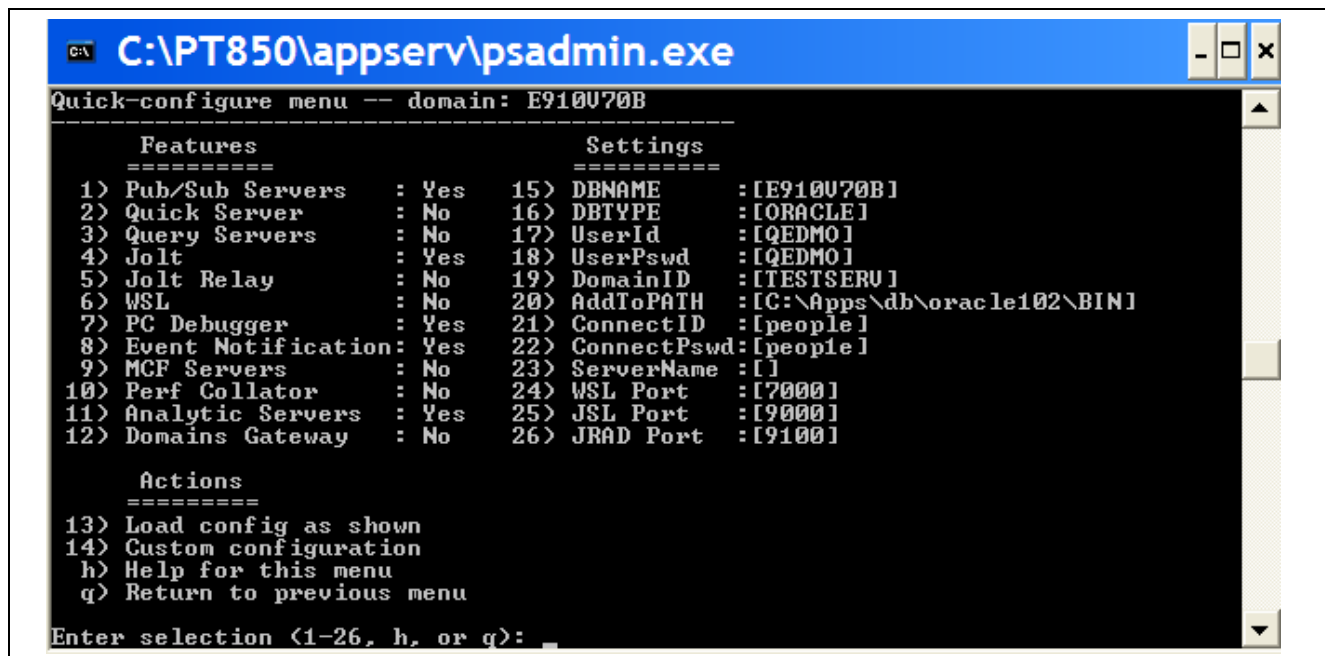 C:\PT850\appserv\psadmin.exe
Quick-configure menu -- domain: E910V70B
-----------------------------------------------
Features Settings
========== ==========
1) Pub/Sub Servers : Yes 15) DBNAME :[E910V70B]
2) Quick Server : No 16) DBTYPE :[ORACLE]
3) Query Servers : No 17) UserId :[QEDMO]
4) Jolt : Yes 18) UserPswd :[QEDMO]
5) Jolt Relay : No 19) DomainID :[TESTSERV]
6) WSL : No 20) AddToPATH :[C:\Apps\db\oracle102\BIN]
7) PC Debugger : Yes 21) ConnectID :[people]
8) Event Notification: Yes 22) ConnectPswd:[peop1e]
9) MCF Servers : No 23) ServerName :[]
10) Perf Collator : No 24) WSL Port :[7000]
11) Analytic Servers : Yes 25) JSL Port :[9000]
12) Domains Gateway : No 26) JRAD Port :[9100]
Actions
=========
13) Load config as shown
14) Custom configuration
h) Help for this menu
q) Return to previous menu
Enter selection (1-26, h, or q): _